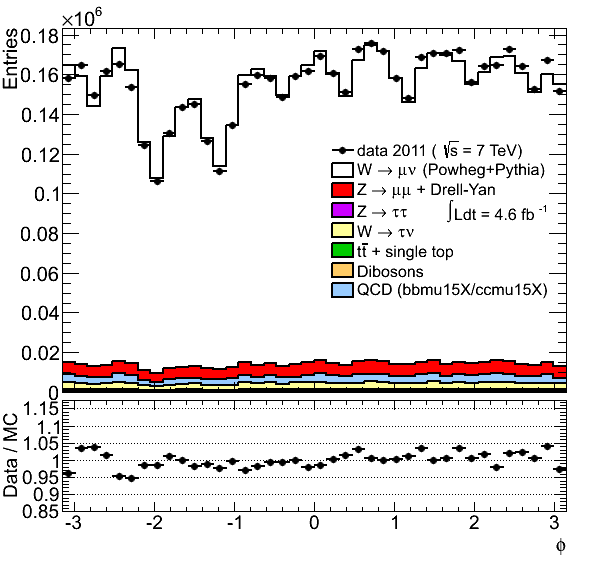 ×10⁶
Entries
0.18
0.16
0.14
0.12
0.1
0.08
0.06
0.04
0.02
0
data 2011 ( √s = 7 TeV)
W → μν (Powheg+Pythia)
Z → μμ + Drell-Yan
Z → ττ
∫Ldt = 4.6 fb⁻¹
W → τν
tt̅ + single top
Dibosons
QCD (bbmu15X/ccmu15X)
Data / MC
1.15
1.1
1.05
1
0.95
0.9
0.85
-3 -2 -1 0 1 2 3
ϕ